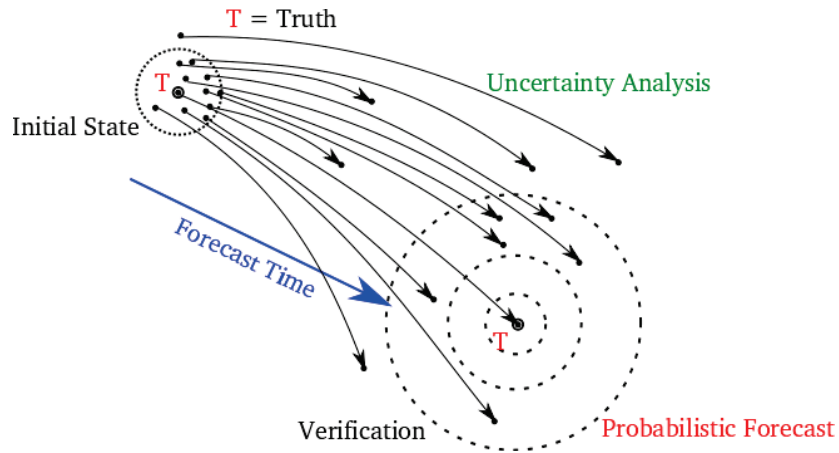 T = Truth
Uncertainty Analysis
T
Initial State
Forecast Time
T
Verification
Probabilistic Forecast